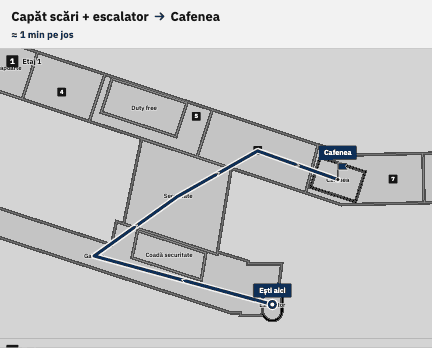 Capăt scări + escalator → Cafenea
≈ 1 min pe jos
1 Etaj 1
4
Duty free
5
Cafenea
7
Coadă securitate
Ești aici